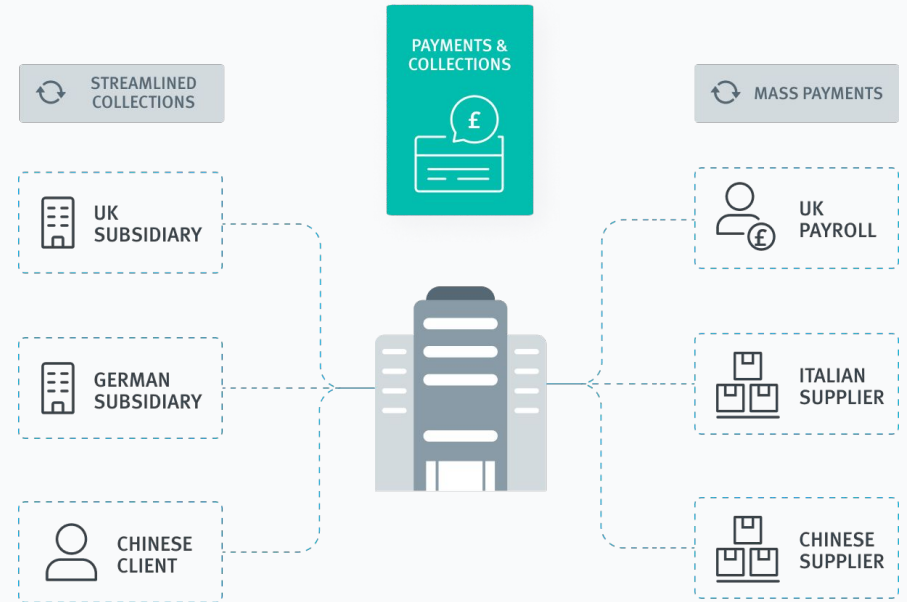 PAYMENTS &
COLLECTIONS
£
STREAMLINED
COLLECTIONS
MASS PAYMENTS
UK
SUBSIDIARY
GERMAN
SUBSIDIARY
CHINESE
CLIENT
£
UK
PAYROLL
ITALIAN
SUPPLIER
CHINESE
SUPPLIER